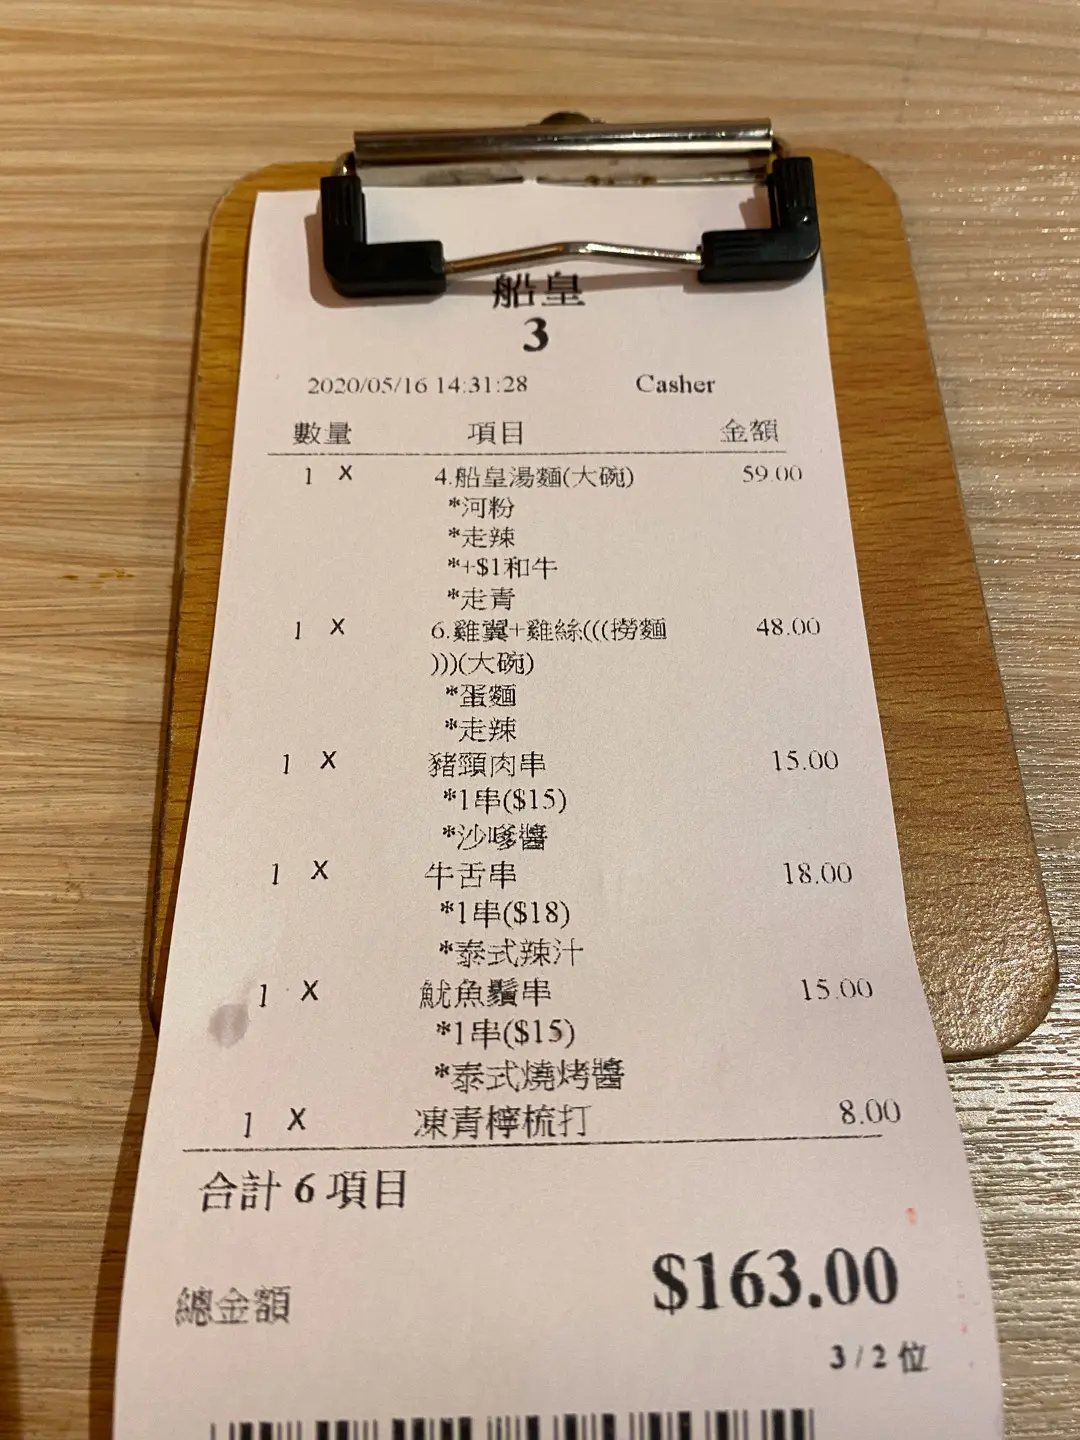 船皇
3
2020/05/16 14:31:28 Casher
數量 項目 金額
1 X 4.船皇湯麵(大碗) 59.00
*河粉
*走辣
*+$1和牛
*走青
1 X 6.雞翼+雞絲(((撈麵 48.00
)))(大碗)
*蛋麵
*走辣
1 X 豬頸肉串 15.00
*1串($15)
*沙嗲醬
1 X 牛舌串 18.00
*1串($18)
*泰式辣汁
1 X 魷魚鬚串 15.00
*1串($15)
*泰式燒烤醬
1 X 凍青檸梳打 8.00
合計 6 項目
總金額 $163.00
3 / 2 位